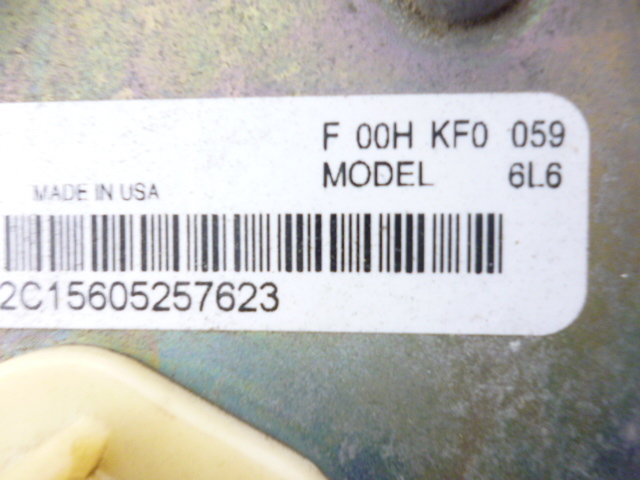 F 00H KF0 059
MODEL 6L6
MADE IN USA
2C15605257623